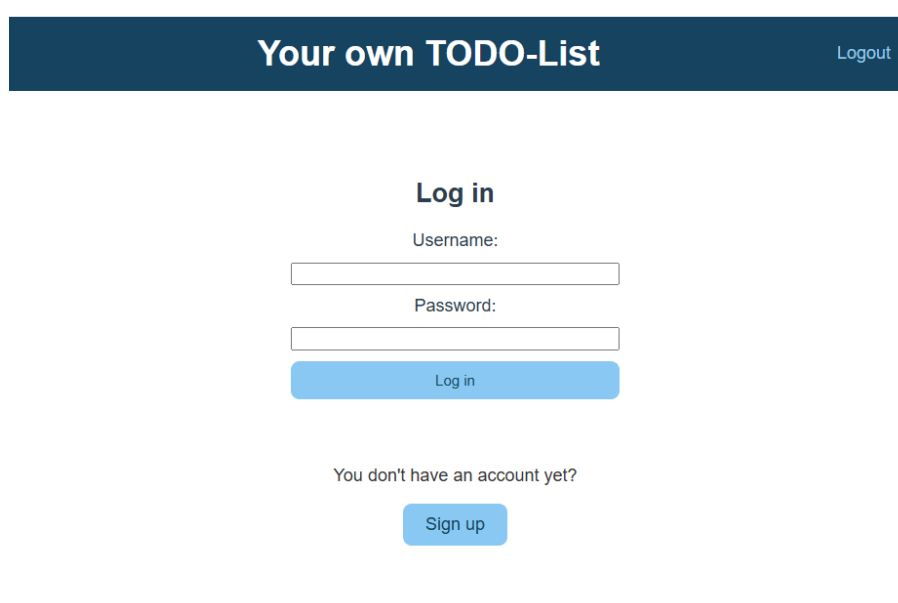 Your own TODO-List
Logout
Log in
Username:
Password:
Log in
You don't have an account yet?
Sign up